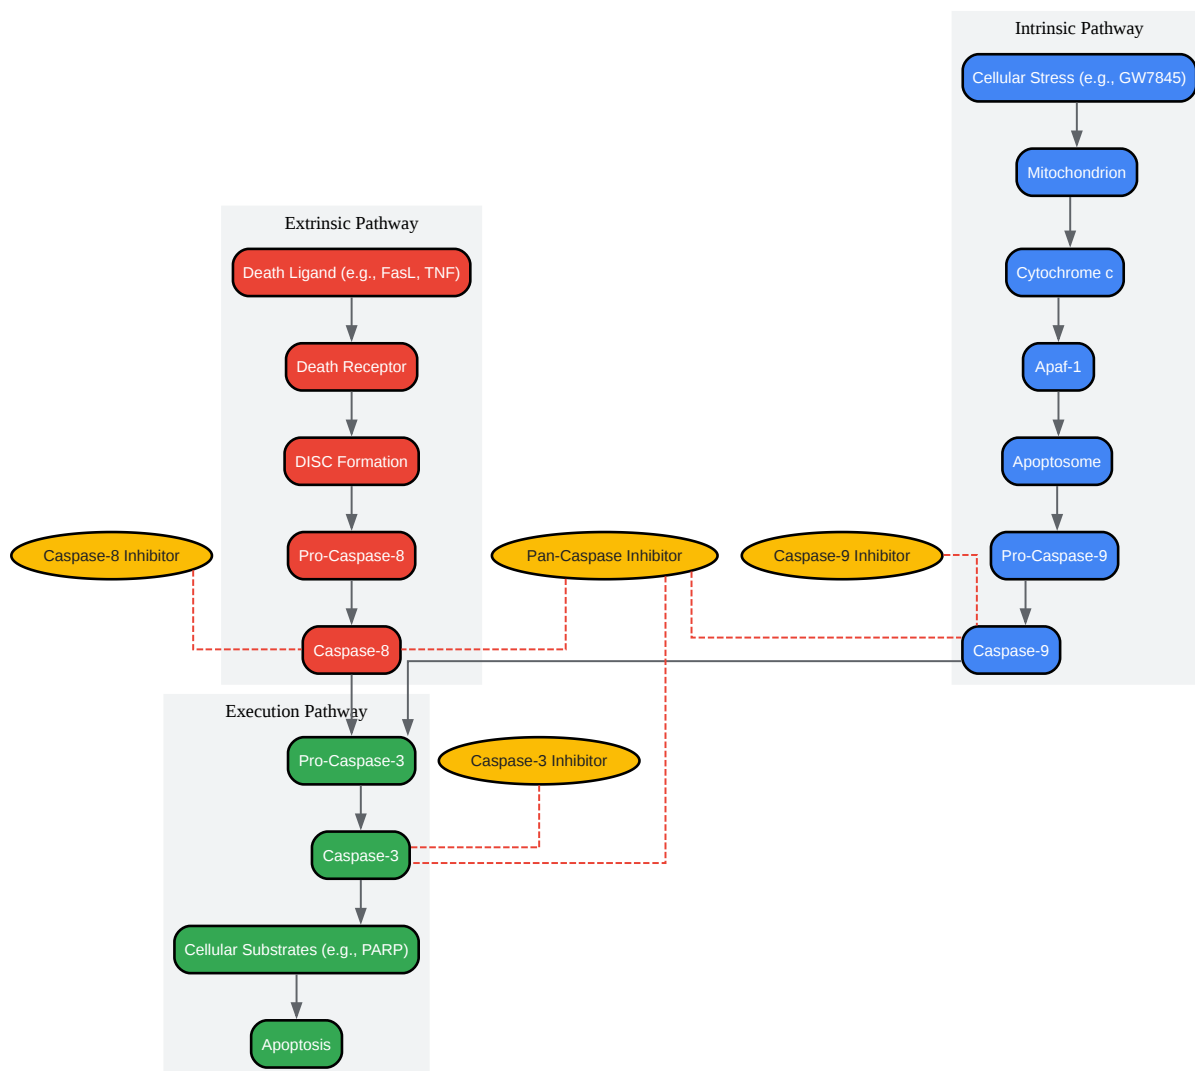 Intrinsic Pathway
Cellular Stress (e.g., GW7845)
Mitochondrion
Cytochrome c
Apaf-1
Apoptosome
Pro-Caspase-9
Caspase-9
Extrinsic Pathway
Death Ligand (e.g., FasL, TNF)
Death Receptor
DISC Formation
Pro-Caspase-8
Caspase-8
Caspase-8 Inhibitor
Pan-Caspase Inhibitor
Caspase-9 Inhibitor
Execution Pathway
Pro-Caspase-3
Caspase-3 Inhibitor
Caspase-3
Cellular Substrates (e.g., PARP)
Apoptosis